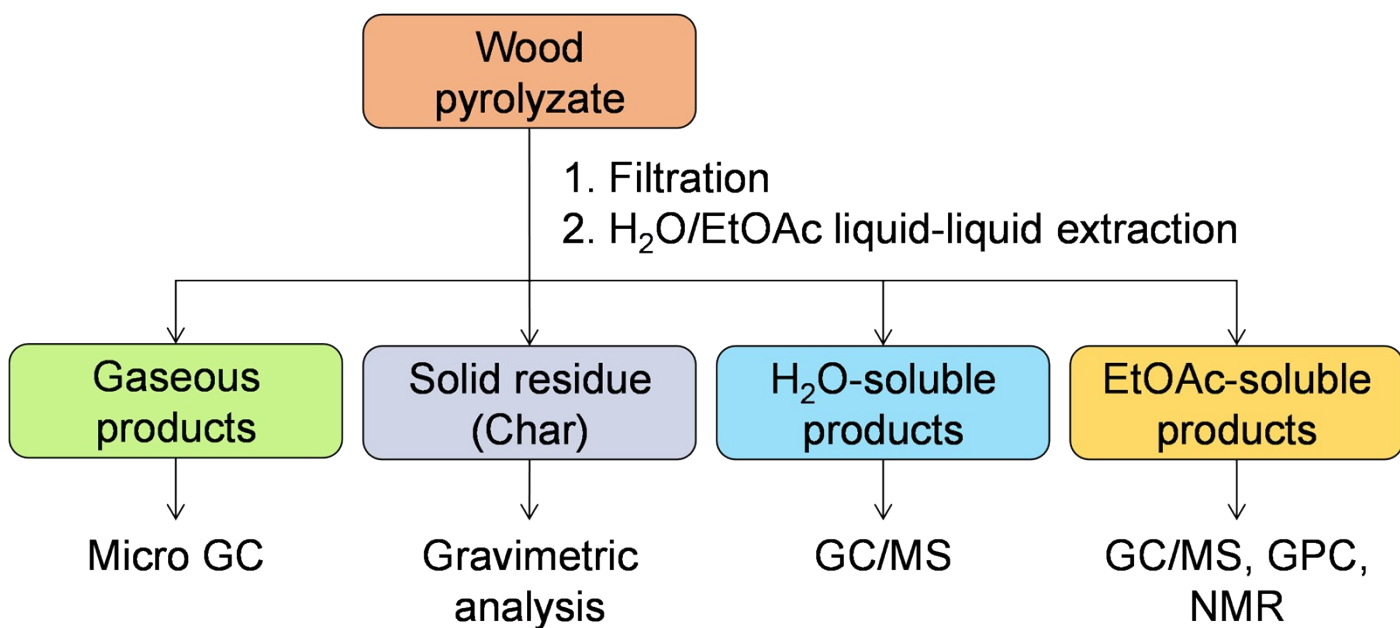 Wood
pyrolyzate
1. Filtration
2. H₂O/EtOAc liquid-liquid extraction
Gaseous
products
Solid residue
(Char)
H₂O-soluble
products
EtOAc-soluble
products
Micro GC
Gravimetric
analysis
GC/MS
GC/MS, GPC,
NMR